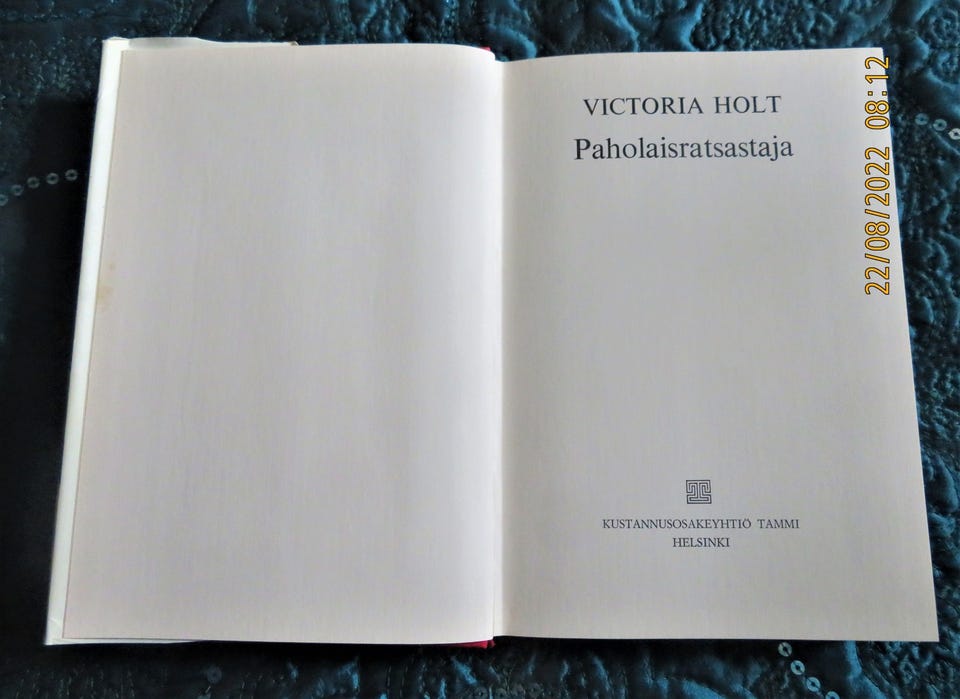 VICTORIA HOLT
Paholaisratsastaja
KUSTANNUSOSAKEYHTIÖ TAMMI
HELSINKI
22/08/2022 08:12